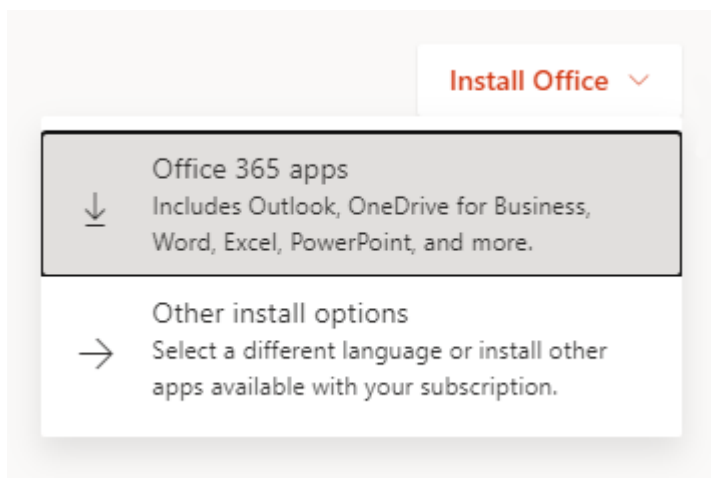 Install Office
Office 365 apps
Includes Outlook, OneDrive for Business,
Word, Excel, PowerPoint, and more.
Other install options
Select a different language or install other
apps available with your subscription.